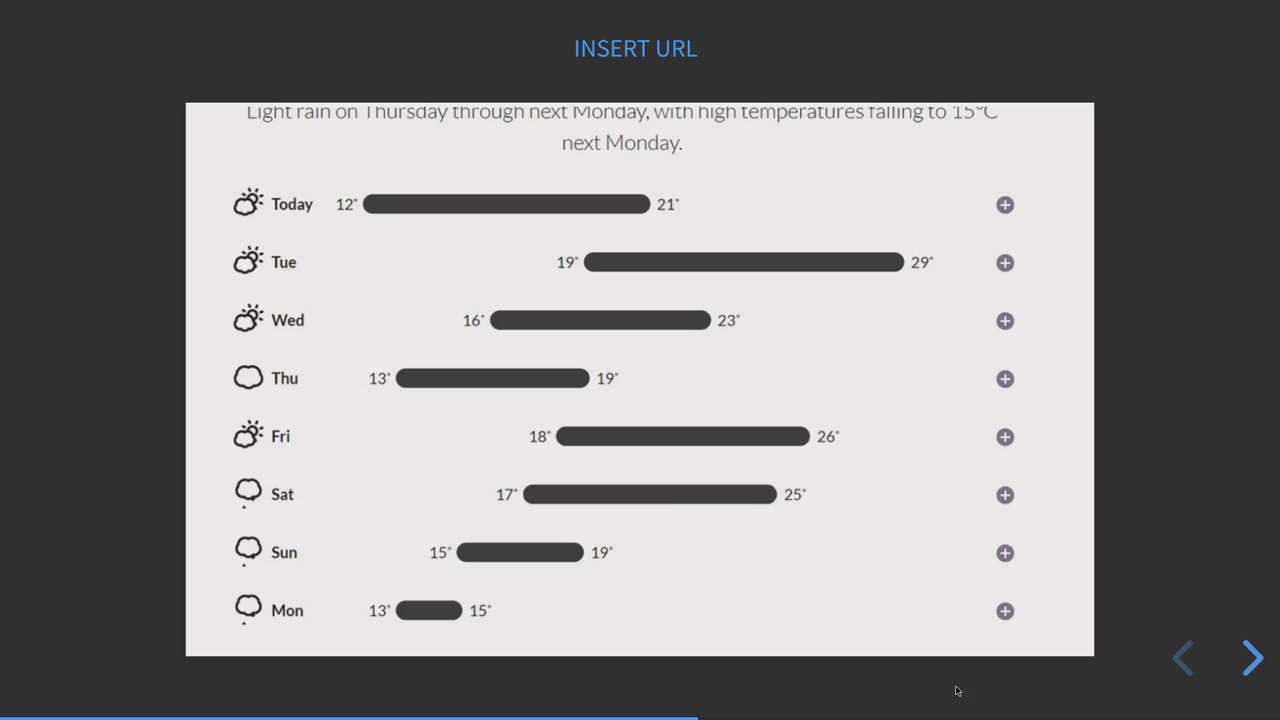 INSERT URL
Light rain on Thursday through next Monday, with high temperatures falling to 15°C
next Monday.
Today 12° 21°
Tue 19° 29°
Wed 16° 23°
Thu 13° 19°
Fri 18° 26°
Sat 17° 25°
Sun 15° 19°
Mon 13° 15°